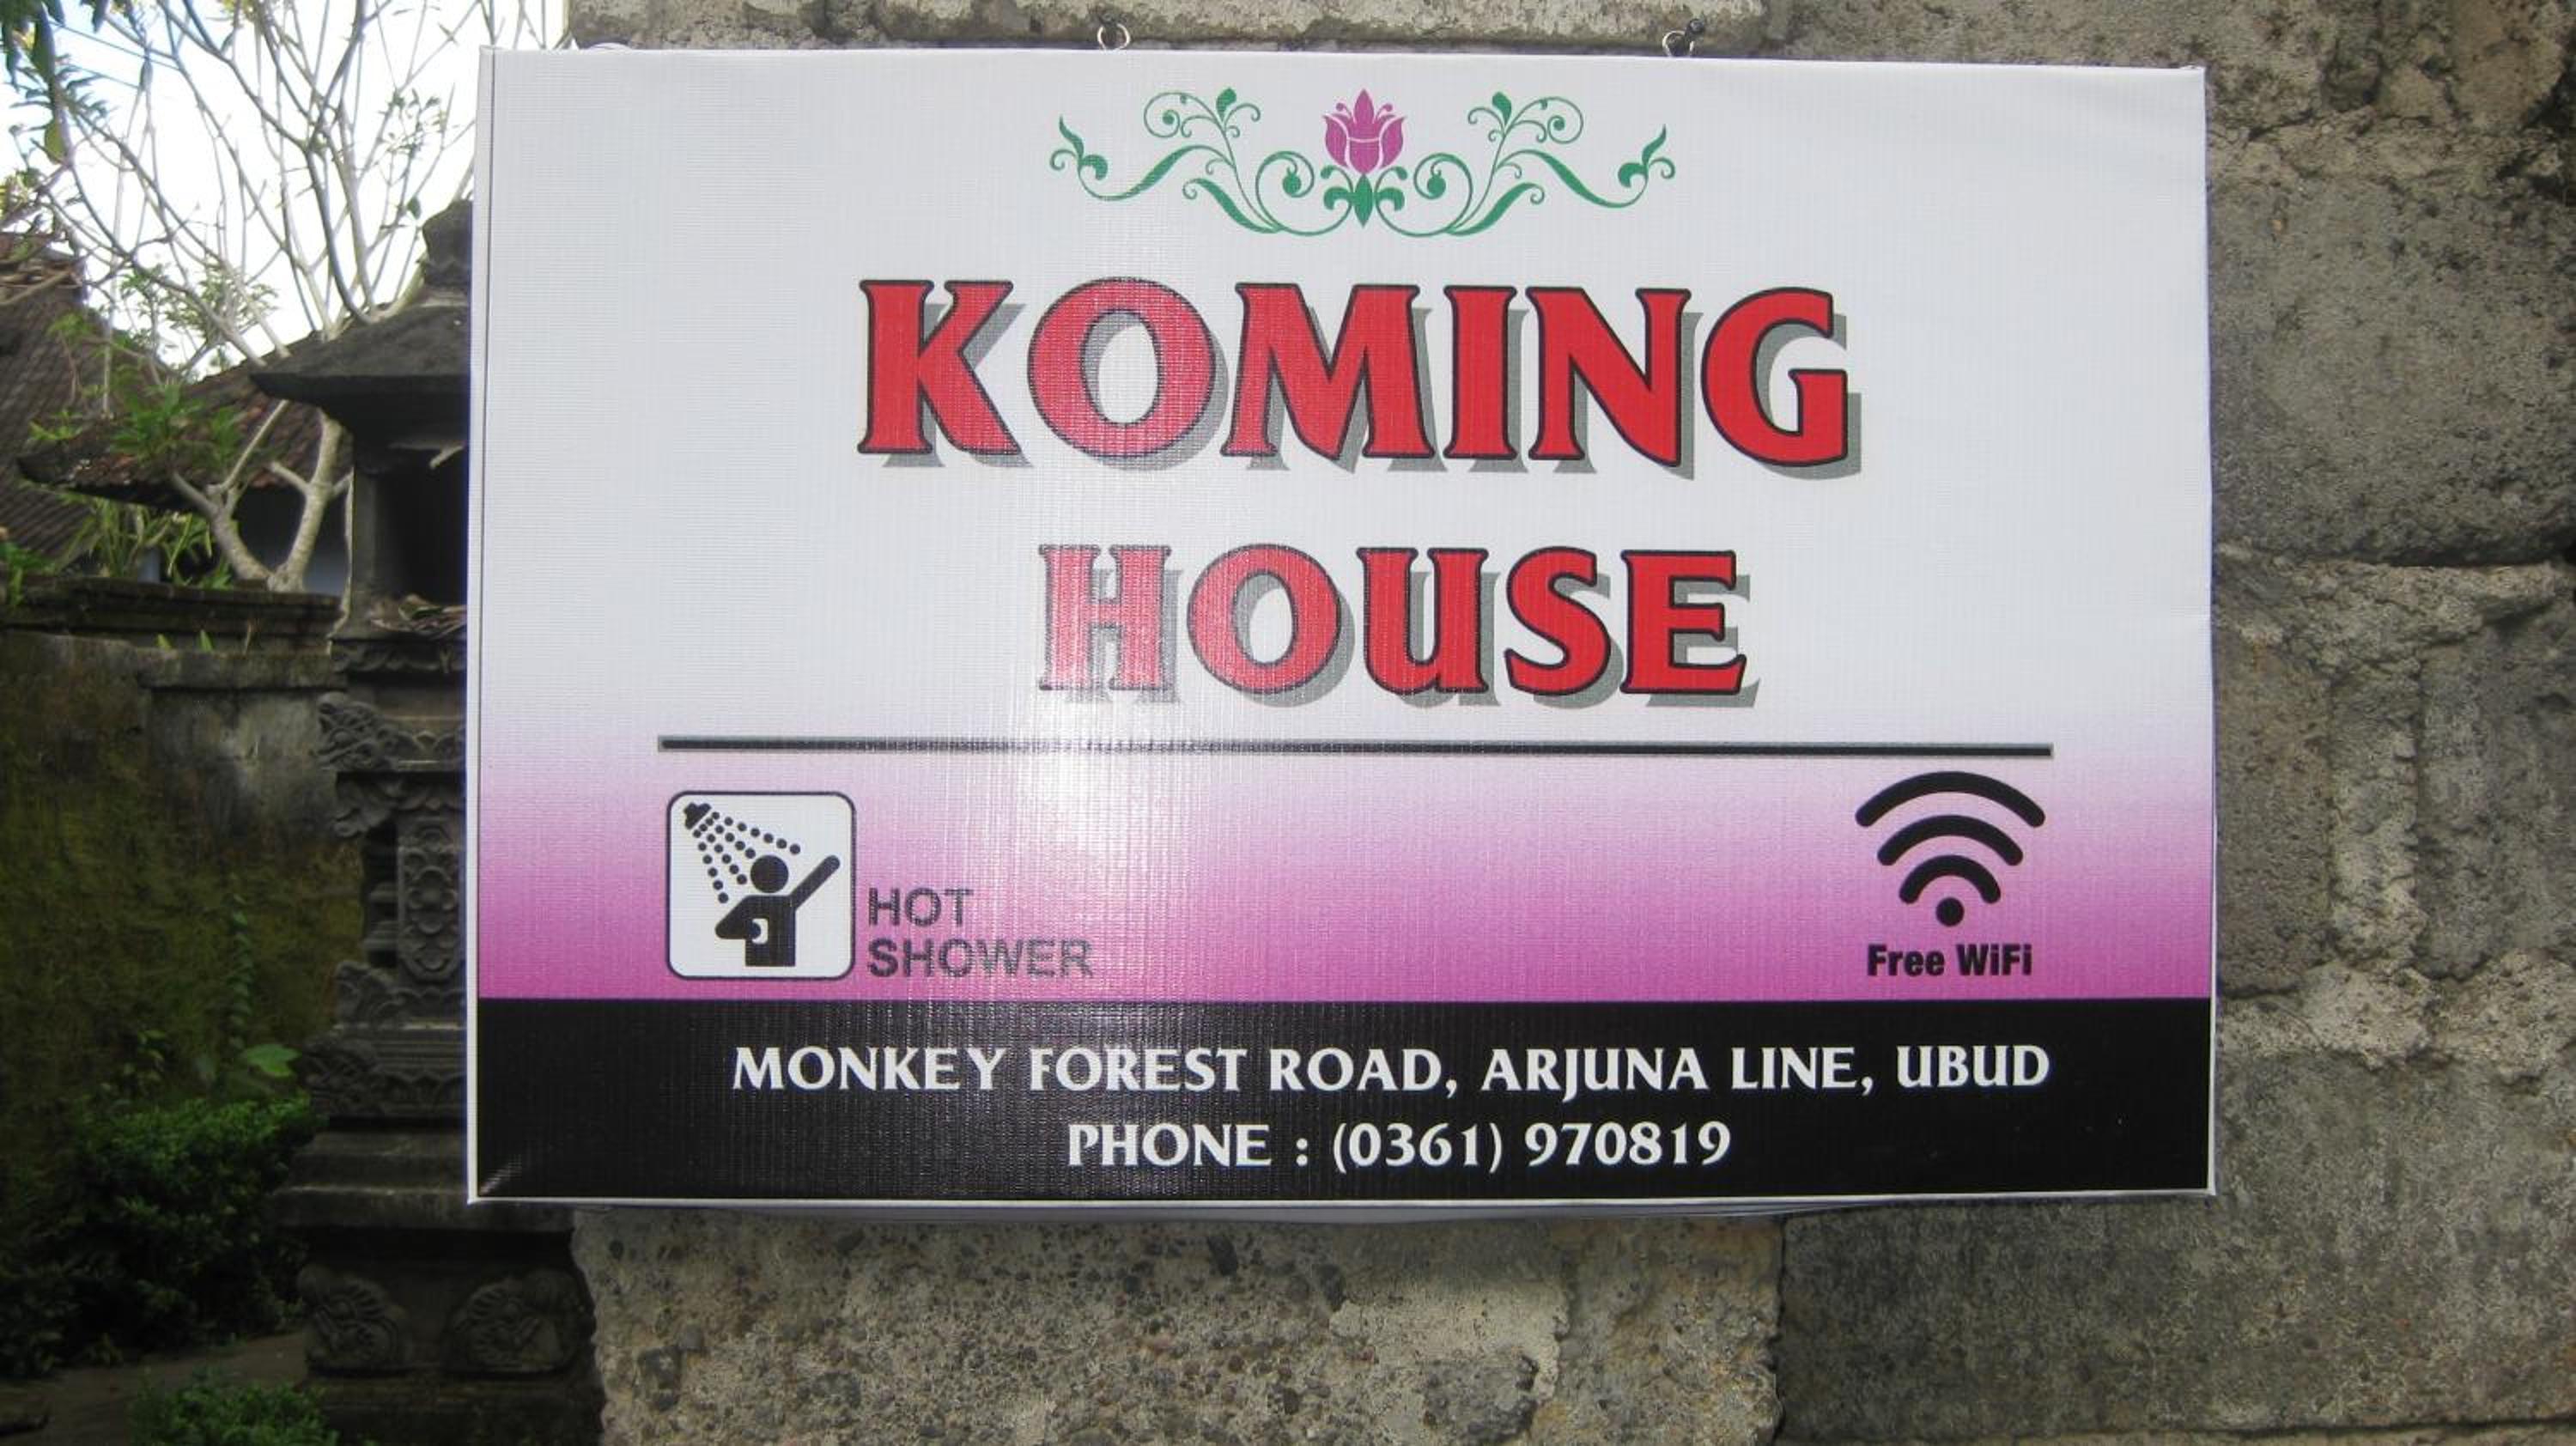 KOMING
HOUSE
HOT
SHOWER
Free WiFi
MONKEY FOREST ROAD, ARJUNA LINE, UBUD
PHONE : (0361) 970819